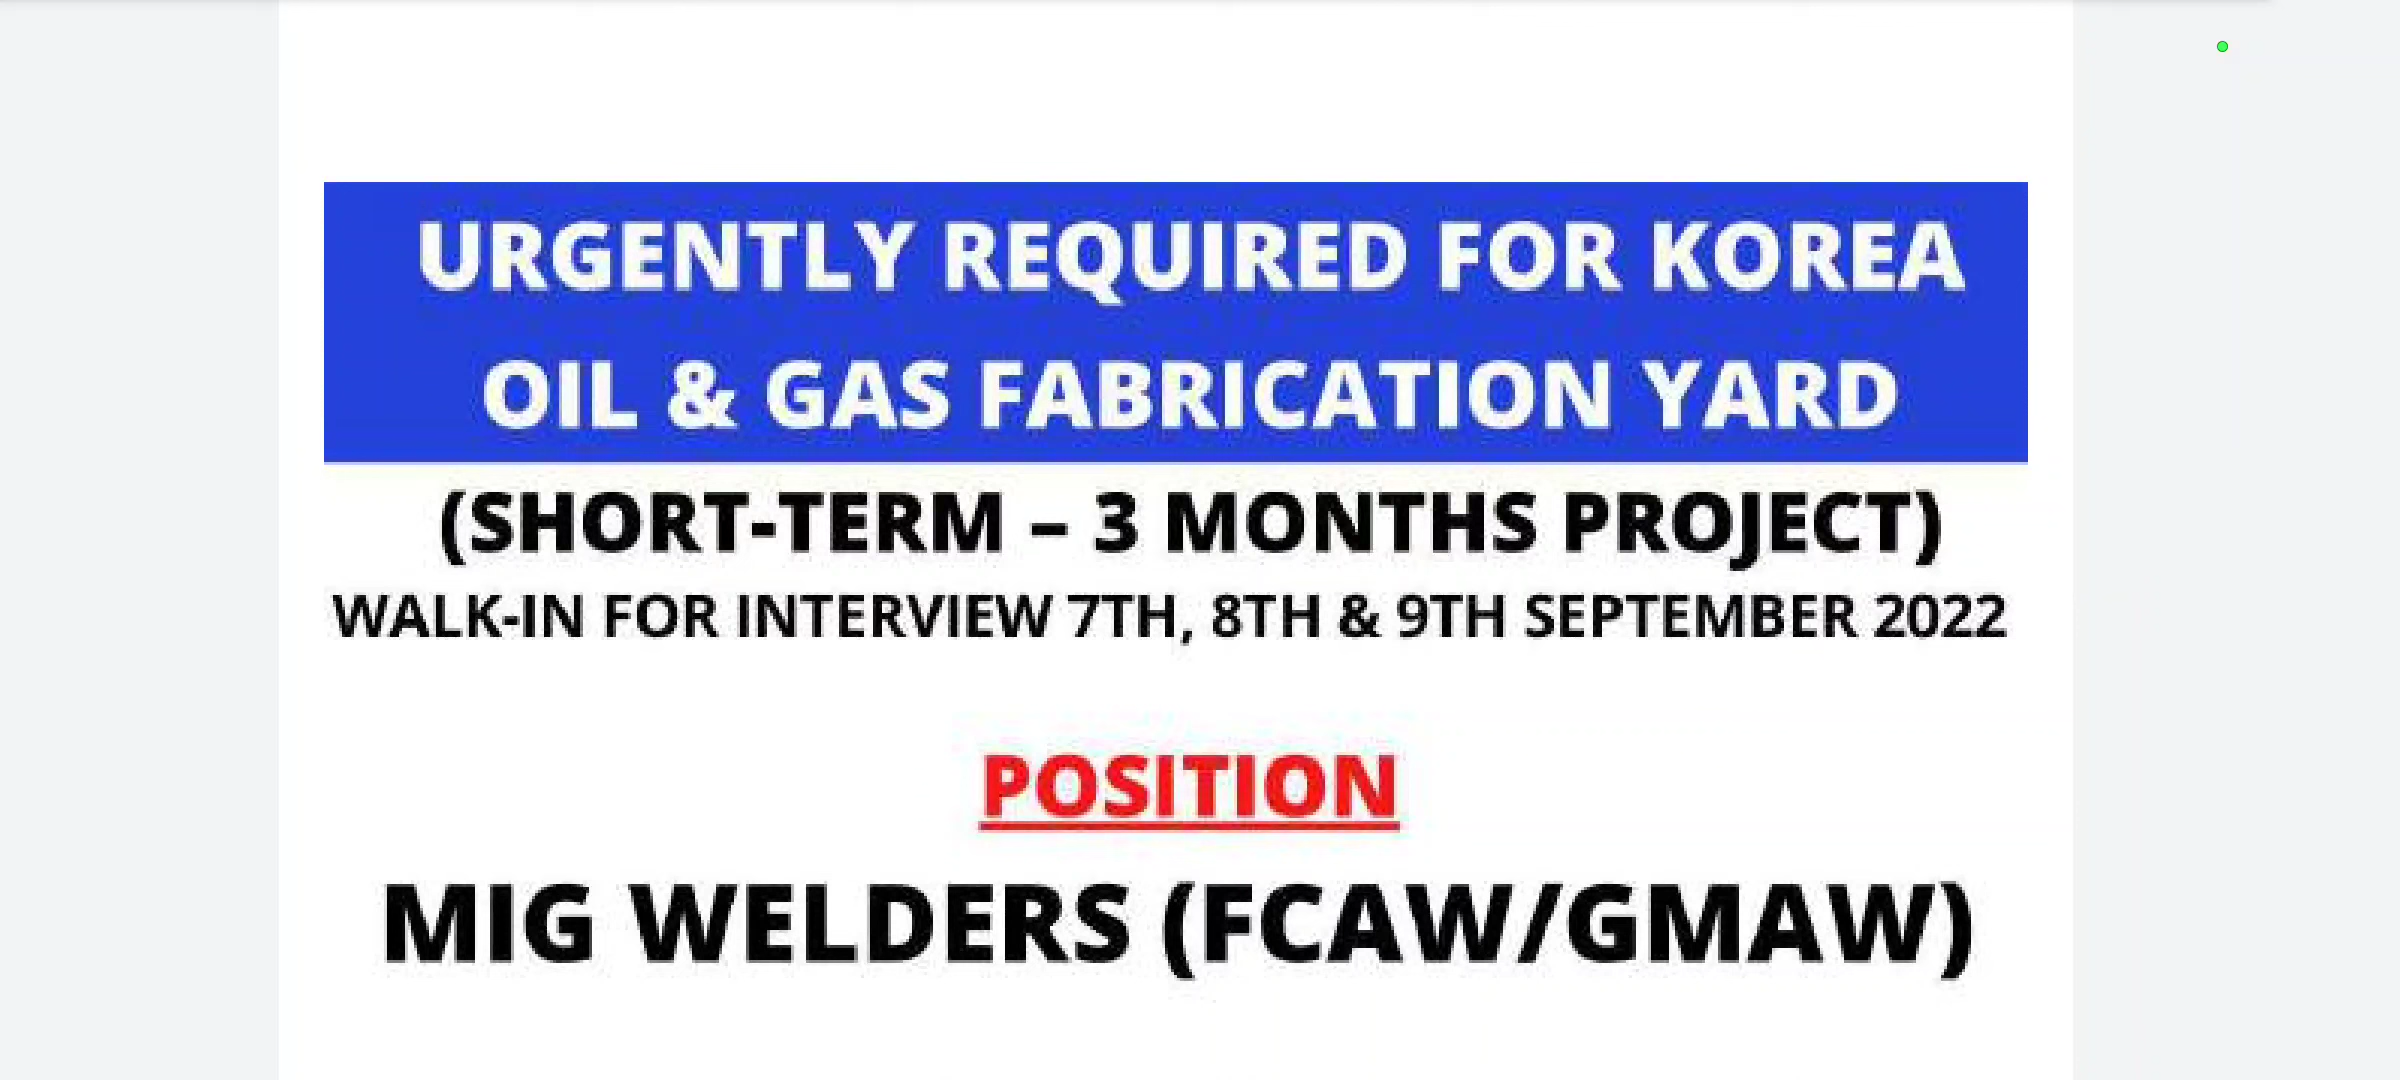 URGENTLY REQUIRED FOR KOREA
OIL & GAS FABRICATION YARD
(SHORT-TERM – 3 MONTHS PROJECT)
WALK-IN FOR INTERVIEW 7TH, 8TH & 9TH SEPTEMBER 2022
POSITION
MIG WELDERS (FCAW/GMAW)